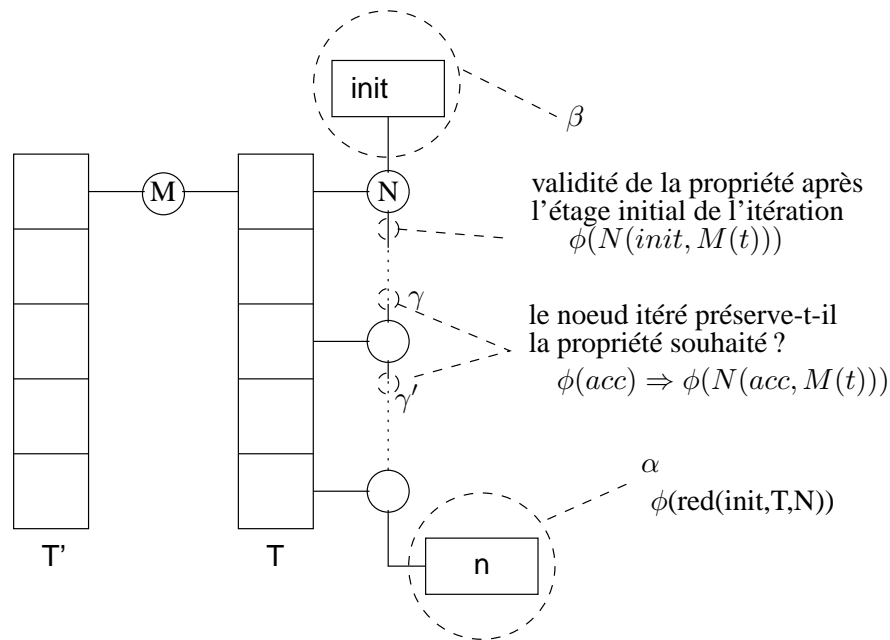 init
β
M
N
validité de la propriété après
l'étage initial de l'itération
ϕ(N(init, M(t)))
γ
le noeud itéré préserve-t-il
la propriété souhaité ?
ϕ(acc) ⇒ ϕ(N(acc, M(t)))
γ′
α
ϕ(red(init,T,N))
T'
T
n